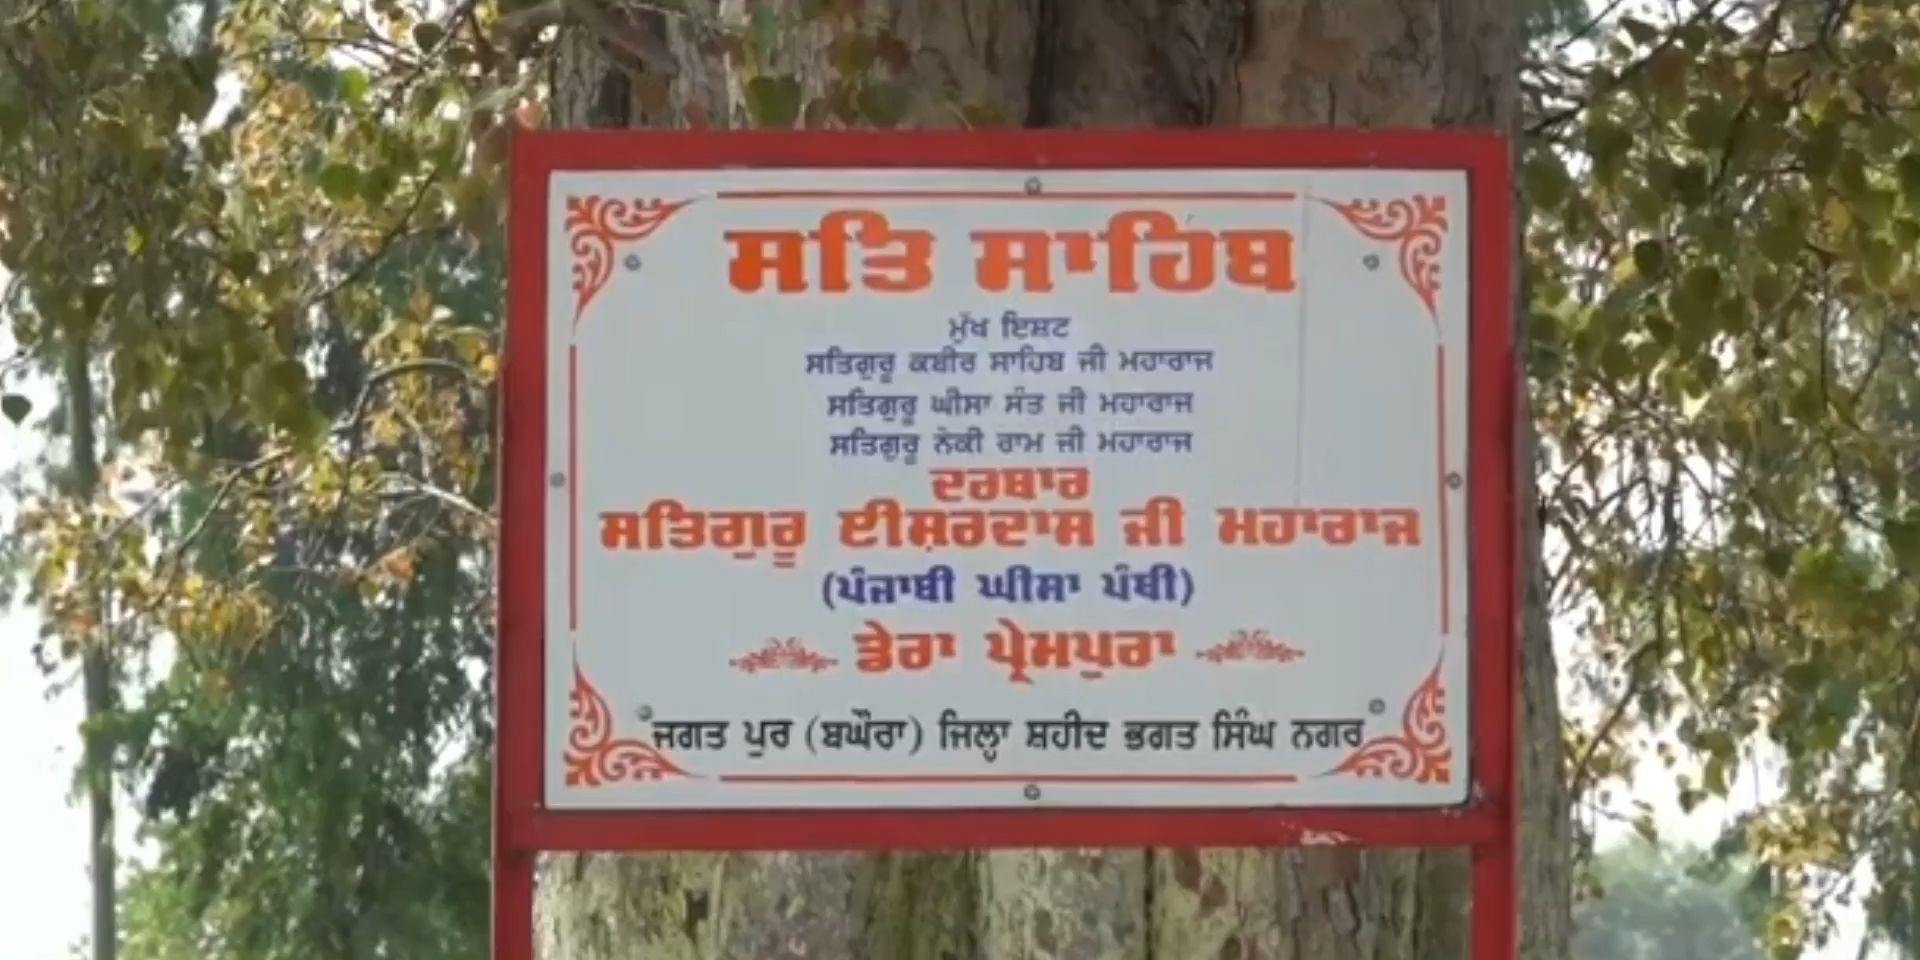 ਸਤਿ ਸਾਹਿਬ
ਮੁੱਖ ਇਸ਼ਟ
ਸਤਿਗੁਰੂ ਕਬੀਰ ਸਾਹਿਬ ਜੀ ਮਹਾਰਾਜ
ਸਤਿਗੁਰੂ ਘੀਸਾ ਸੰਤ ਜੀ ਮਹਾਰਾਜ
ਸਤਿਗੁਰੂ ਨੇਕੀ ਰਾਮ ਜੀ ਮਹਾਰਾਜ
ਦਰਬਾਰ
ਸਤਿਗੁਰੂ ਈਸ਼ਰਦਾਸ ਜੀ ਮਹਾਰਾਜ
(ਪੰਜਾਬੀ ਘੀਸਾ ਪੰਥੀ)
ਡੇਰਾ ਪ੍ਰੇਮਪੁਰਾ
ਜਗਤ ਪੁਰ (ਬਘੌਰਾ) ਜਿਲ੍ਹਾ ਸ਼ਹੀਦ ਭਗਤ ਸਿੰਘ ਨਗਰ